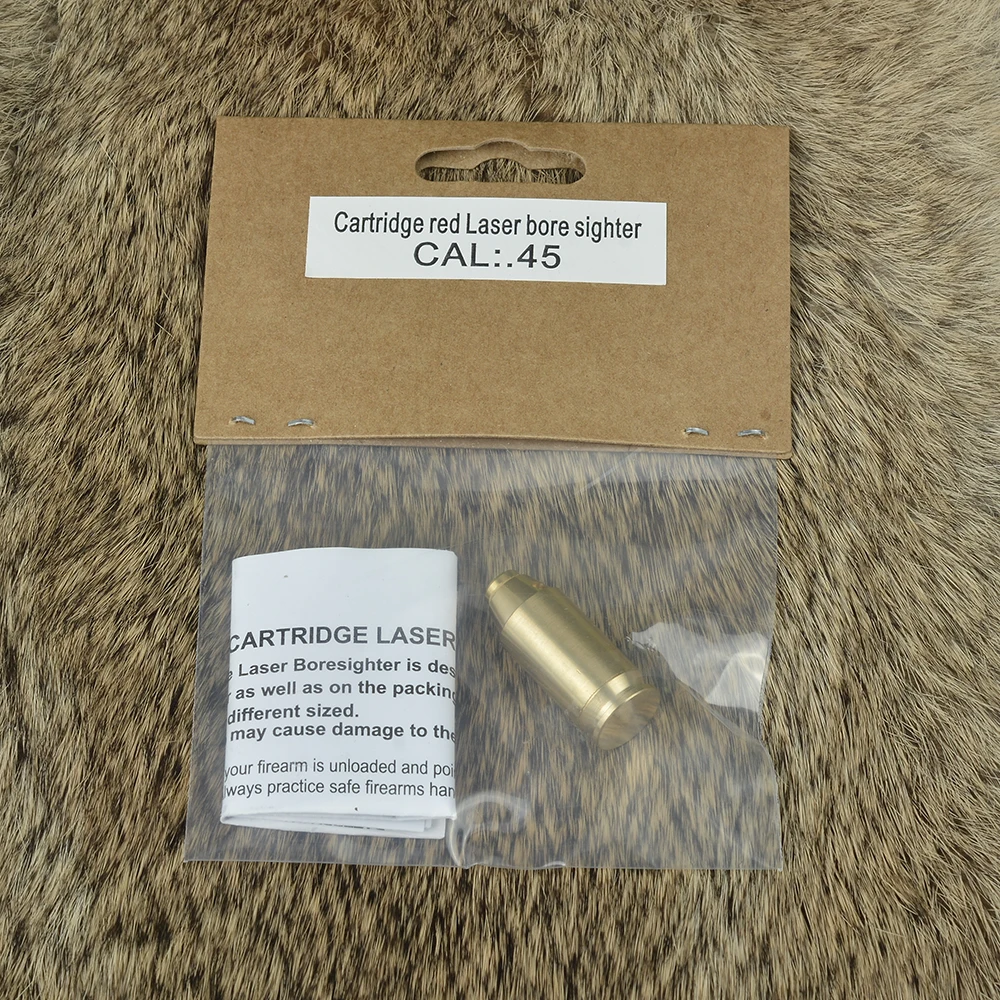 Cartridge red Laser bore sighter
CAL:.45
CARTRIDGE LASER
Laser Boresighter is des
as well as on the packing
different sized.
may cause damage to the
your firearm is unloaded and poi
lways practice safe firearms han